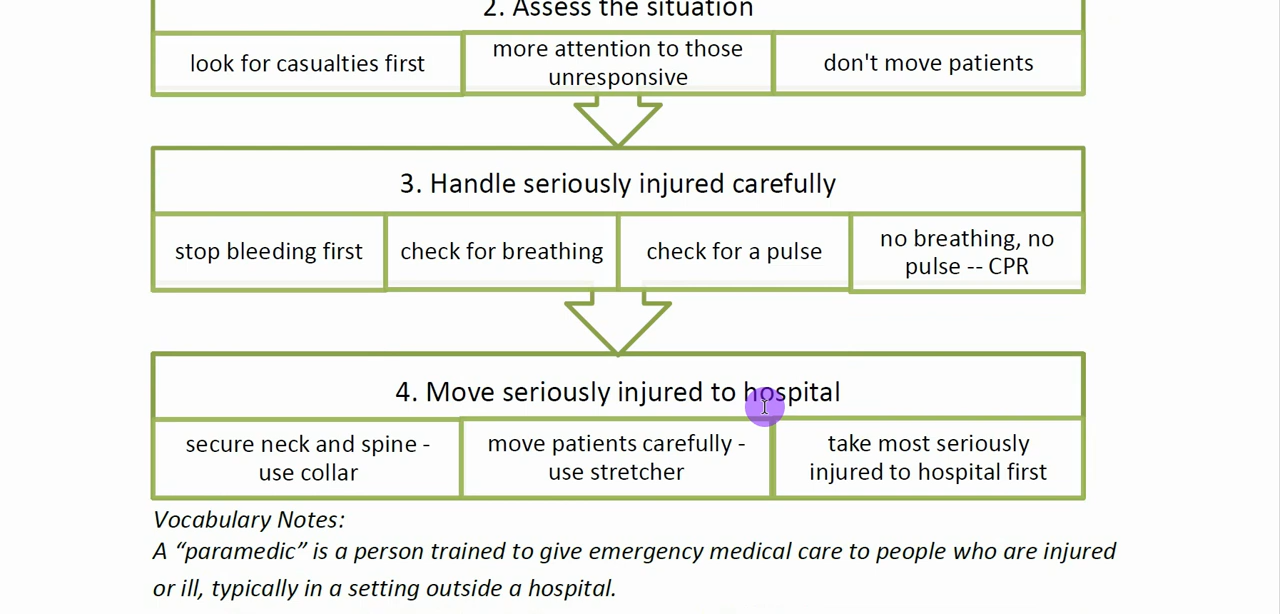 2. Assess the situation
look for casualties first
more attention to those
unresponsive
don't move patients
3. Handle seriously injured carefully
stop bleeding first
check for breathing
check for a pulse
no breathing, no
pulse -- CPR
4. Move seriously injured to hospital
secure neck and spine -
use collar
move patients carefully -
use stretcher
take most seriously
injured to hospital first
Vocabulary Notes:
A “paramedic” is a person trained to give emergency medical care to people who are injured
or ill, typically in a setting outside a hospital.